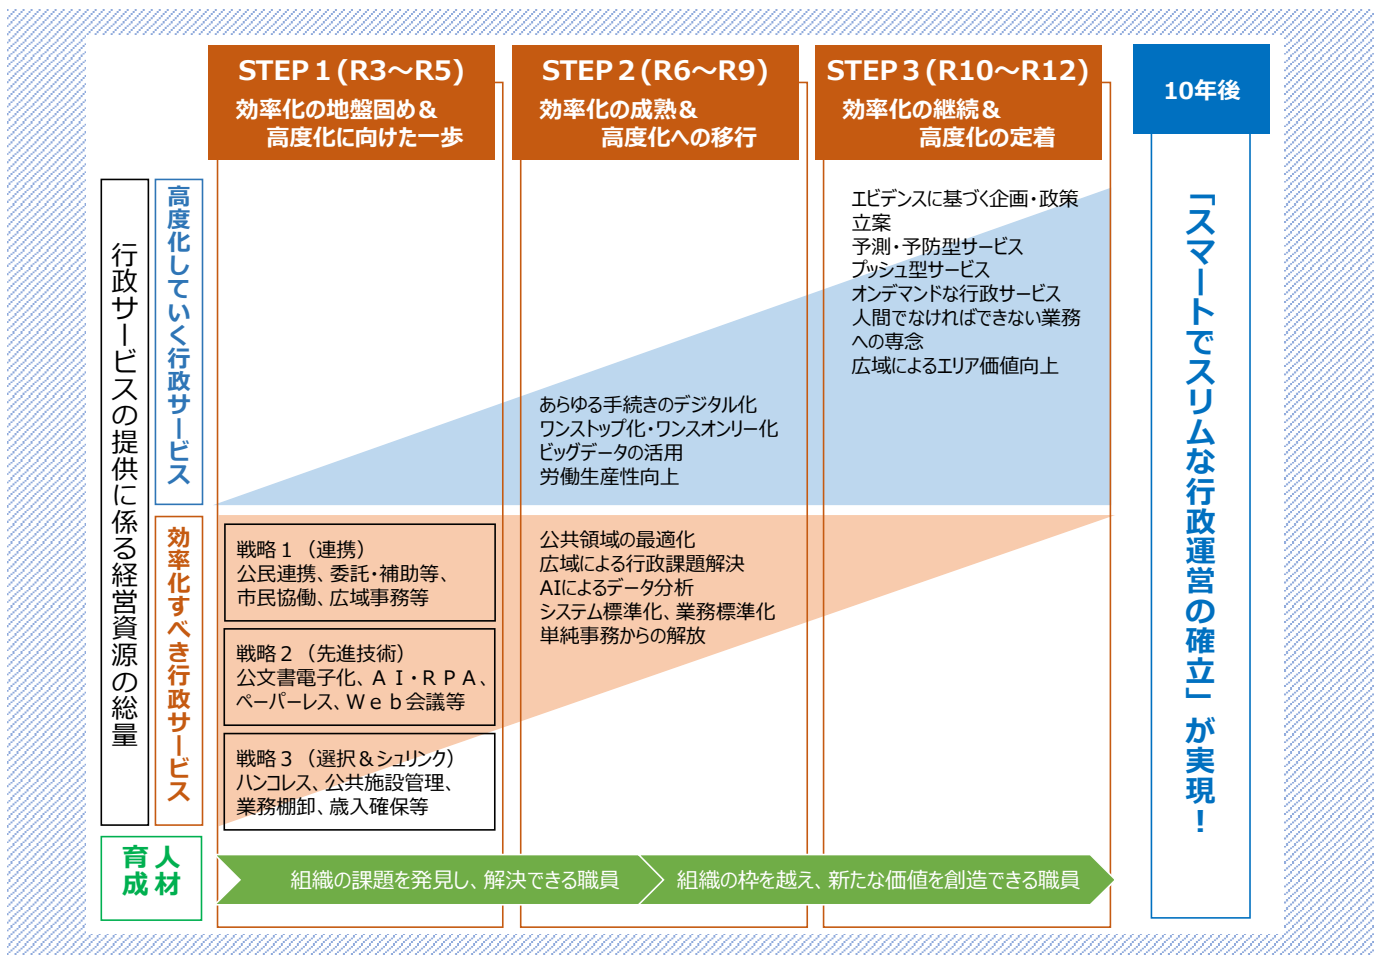 STEP１(R3～R5)
効率化の地盤固め＆
高度化に向けた一歩
STEP２(R6～R9)
効率化の成熟＆
高度化への移行
STEP３(R10～R12)
効率化の継続＆
高度化の定着
10年後
行政サービスの提供に係る経営資源の総量
高度化していく行政サービス
エビデンスに基づく企画・政策
立案
予測・予防型サービス
プッシュ型サービス
オンデマンドな行政サービス
人間でなければできない業務
への専念
広域によるエリア価値向上
あらゆる手続きのデジタル化
ワンストップ化・ワンスオンリー化
ビッグデータの活用
労働生産性向上
効率化すべき行政サービス
戦略１（連携）
公民連携、委託・補助等、
市民協働、広域事務等
戦略２（先進技術）
公文書電子化、ＡＩ・ＲＰＡ、
ペーパーレス、Ｗｅｂ会議等
戦略３（選択＆シュリンク）
ハンコレス、公共施設管理、
業務棚卸、歳入確保等
公共領域の最適化
広域による行政課題解決
AIによるデータ分析
システム標準化、業務標準化
単純事務からの解放
人材
育成
組織の課題を発見し、解決できる職員
組織の枠を越え、新たな価値を創造できる職員
「スマートでスリムな行政運営の確立」が実現！